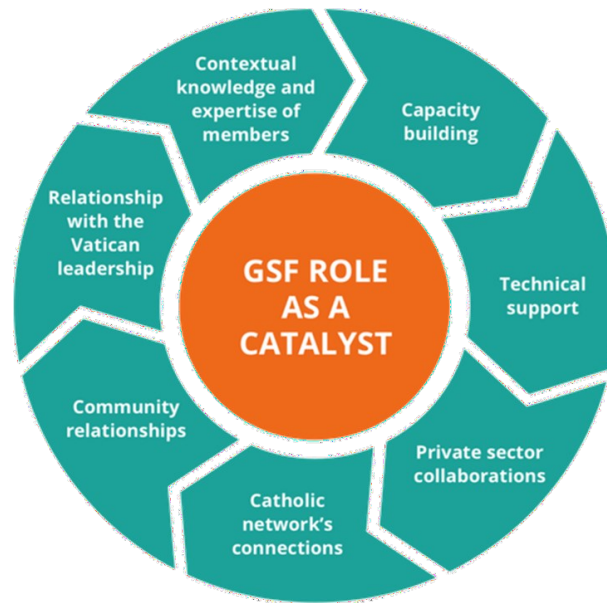 Contextual
knowledge and
expertise of
members
Capacity
building
Technical
support
Private sector
collaborations
Catholic
network’s
connections
Community
relationships
Relationship
with the
Vatican
leadership
GSF ROLE
AS A
CATALYST